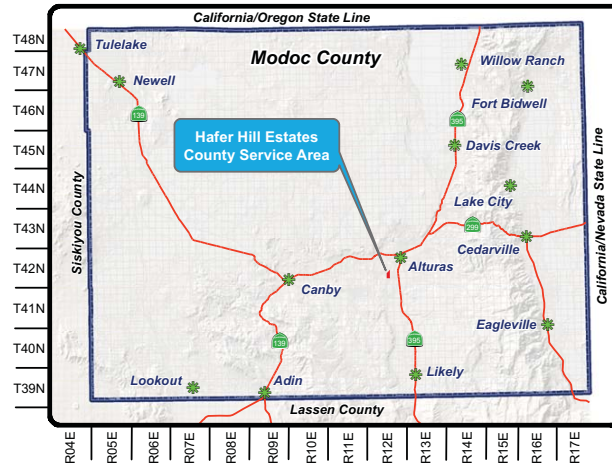 California/Oregon State Line
T48N
T47N
T46N
T45N
T44N
T43N
T42N
T41N
T40N
T39N
Modoc County
Tulelake
Newell
Willow Ranch
Fort Bidwell
139
395
Hafer Hill Estates
County Service Area
Davis Creek
Siskiyou County
California/Nevada State Line
Lake City
299
Cedarville
Alturas
Canby
Eagleville
139
395
Lookout
Adin
Likely
Lassen County
R04E
R05E
R06E
R07E
R08E
R09E
R10E
R11E
R12E
R13E
R14E
R15E
R16E
R17E